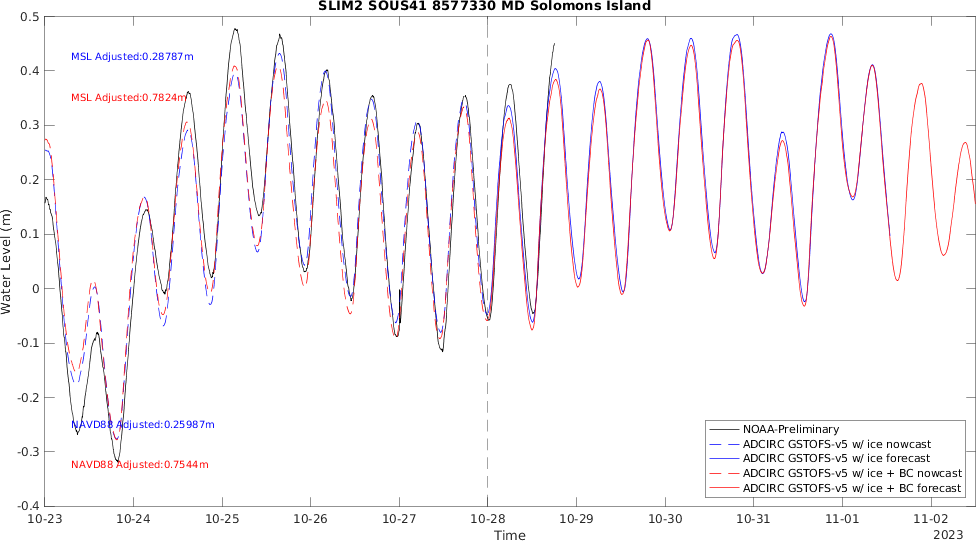 SLIM2 SOUS41 8577330 MD Solomons Island
0.5
0.4
0.3
0.2
0.1
0
-0.1
-0.2
-0.3
-0.4
Water Level (m)
MSL Adjusted:0.28787m
MSL Adjusted:0.7824m
NAVD88 Adjusted:0.25987m
NAVD88 Adjusted:0.7544m
NOAA-Preliminary
ADCIRC GSTOFS-v5 w/ ice nowcast
ADCIRC GSTOFS-v5 w/ ice forecast
ADCIRC GSTOFS-v5 w/ ice + BC nowcast
ADCIRC GSTOFS-v5 w/ ice + BC forecast
10-23 10-24 10-25 10-26 10-27 10-28 10-29 10-30 10-31 11-01 11-02
Time
2023